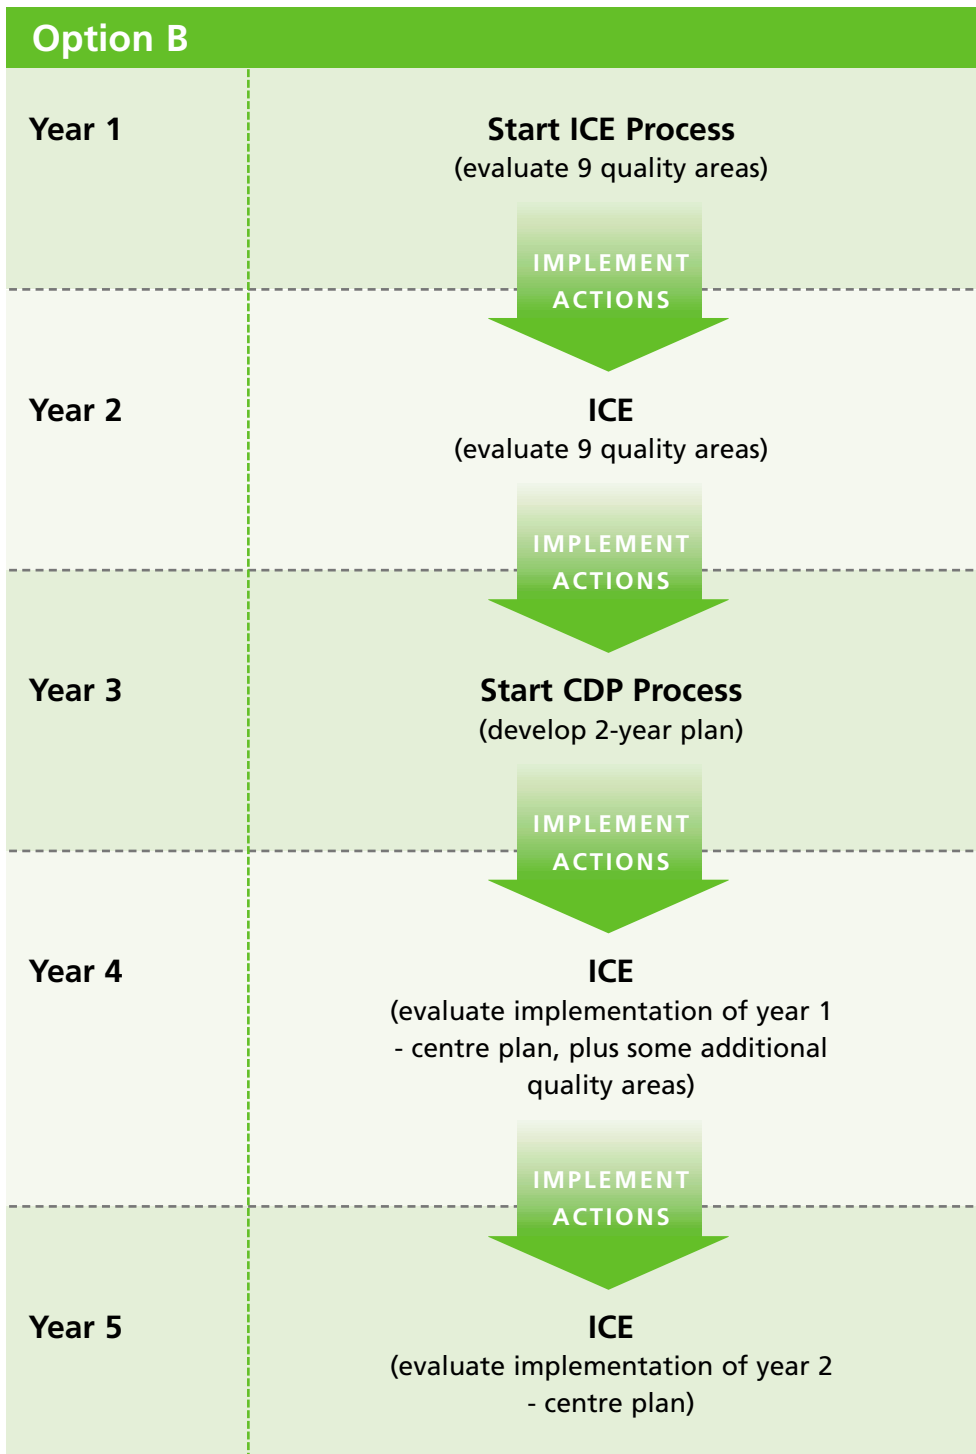 Option B
Year 1
Start ICE Process
(evaluate 9 quality areas)
IMPLEMENT
ACTIONS
Year 2
ICE
(evaluate 9 quality areas)
IMPLEMENT
ACTIONS
Year 3
Start CDP Process
(develop 2-year plan)
IMPLEMENT
ACTIONS
Year 4
ICE
(evaluate implementation of year 1
- centre plan, plus some additional
quality areas)
IMPLEMENT
ACTIONS
Year 5
ICE
(evaluate implementation of year 2
- centre plan)